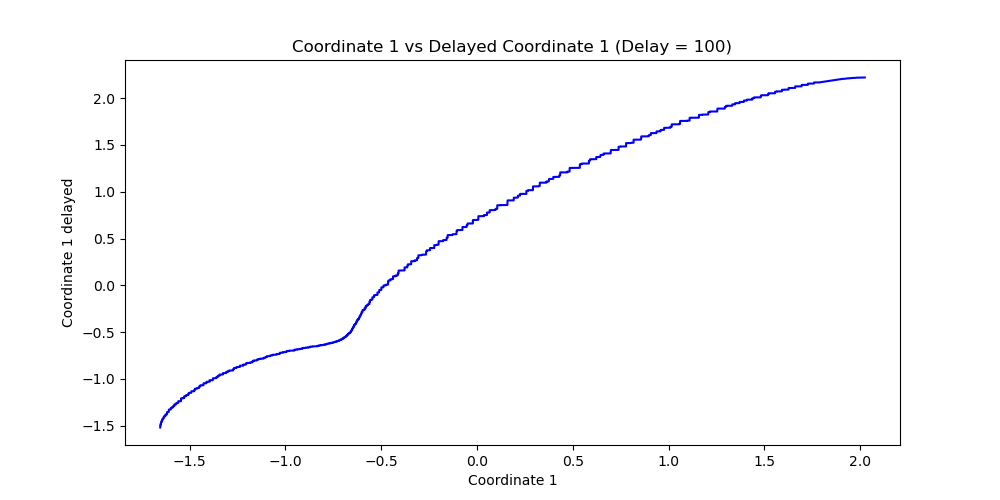 Coordinate 1 vs Delayed Coordinate 1 (Delay = 100)
Coordinate 1 delayed
2.0
1.5
1.0
0.5
0.0
−0.5
−1.0
−1.5
−1.5 −1.0 −0.5 0.0 0.5 1.0 1.5 2.0
Coordinate 1